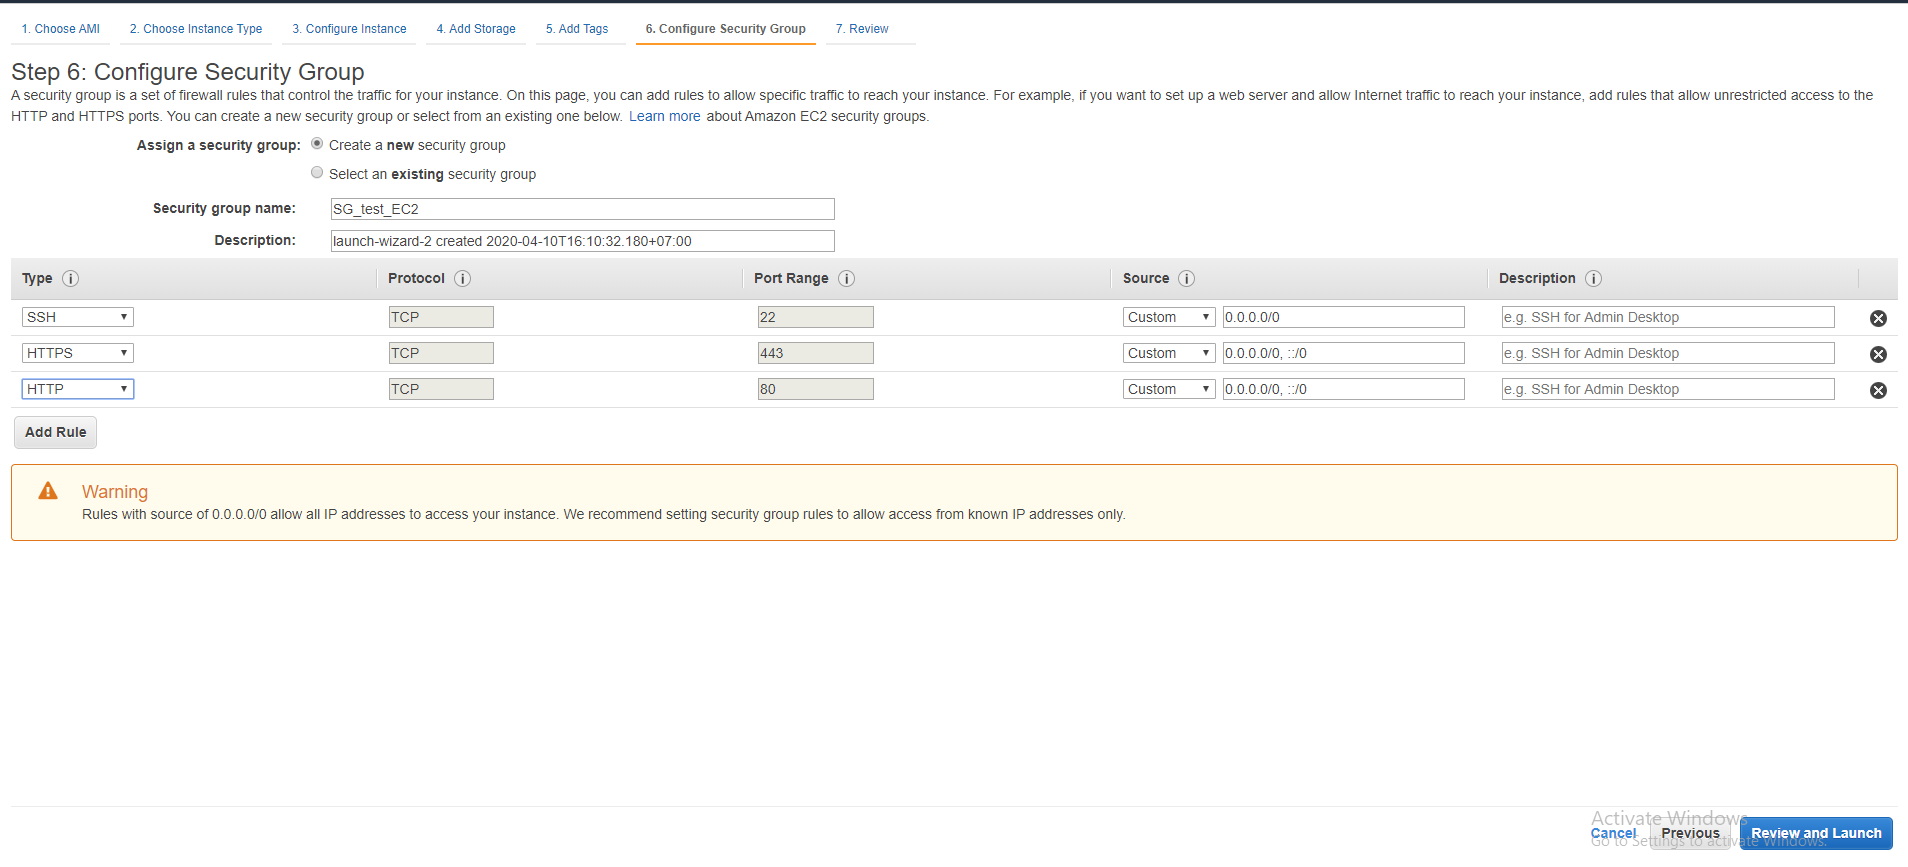 1. Choose AMI 2. Choose Instance Type 3. Configure Instance 4. Add Storage 5. Add Tags 6. Configure Security Group 7. Review
Step 6: Configure Security Group
A security group is a set of firewall rules that control the traffic for your instance. On this page, you can add rules to allow specific traffic to reach your instance. For example, if you want to set up a web server and allow Internet traffic to reach your instance, add rules that allow unrestricted access to the
HTTP and HTTPS ports. You can create a new security group or select from an existing one below. Learn more about Amazon EC2 security groups.
Assign a security group: Create a new security group
Select an existing security group
Security group name: SG_test_EC2
Description: launch-wizard-2 created 2020-04-10T16:10:32.180+07:00
Type i Protocol i Port Range i Source i Description i
SSH TCP 22 Custom 0.0.0.0/0 e.g. SSH for Admin Desktop
HTTPS TCP 443 Custom 0.0.0.0/0, ::/0 e.g. SSH for Admin Desktop
HTTP TCP 80 Custom 0.0.0.0/0, ::/0 e.g. SSH for Admin Desktop
Add Rule
Warning
Rules with source of 0.0.0.0/0 allow all IP addresses to access your instance. We recommend setting security group rules to allow access from known IP addresses only.
Activate Windows
Cancel Previous Review and Launch
Go to Settings to activate Windows.